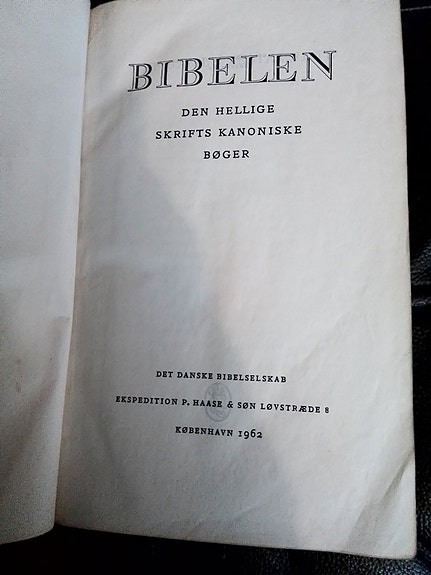 BIBELEN
DEN HELLIGE
SKRIFTS KANONISKE
BØGER
DET DANSKE BIBELSELSKAB
EKSPEDITION P. HAASE & SØN LØVSTRÆDE 8
KØBENHAVN 1962